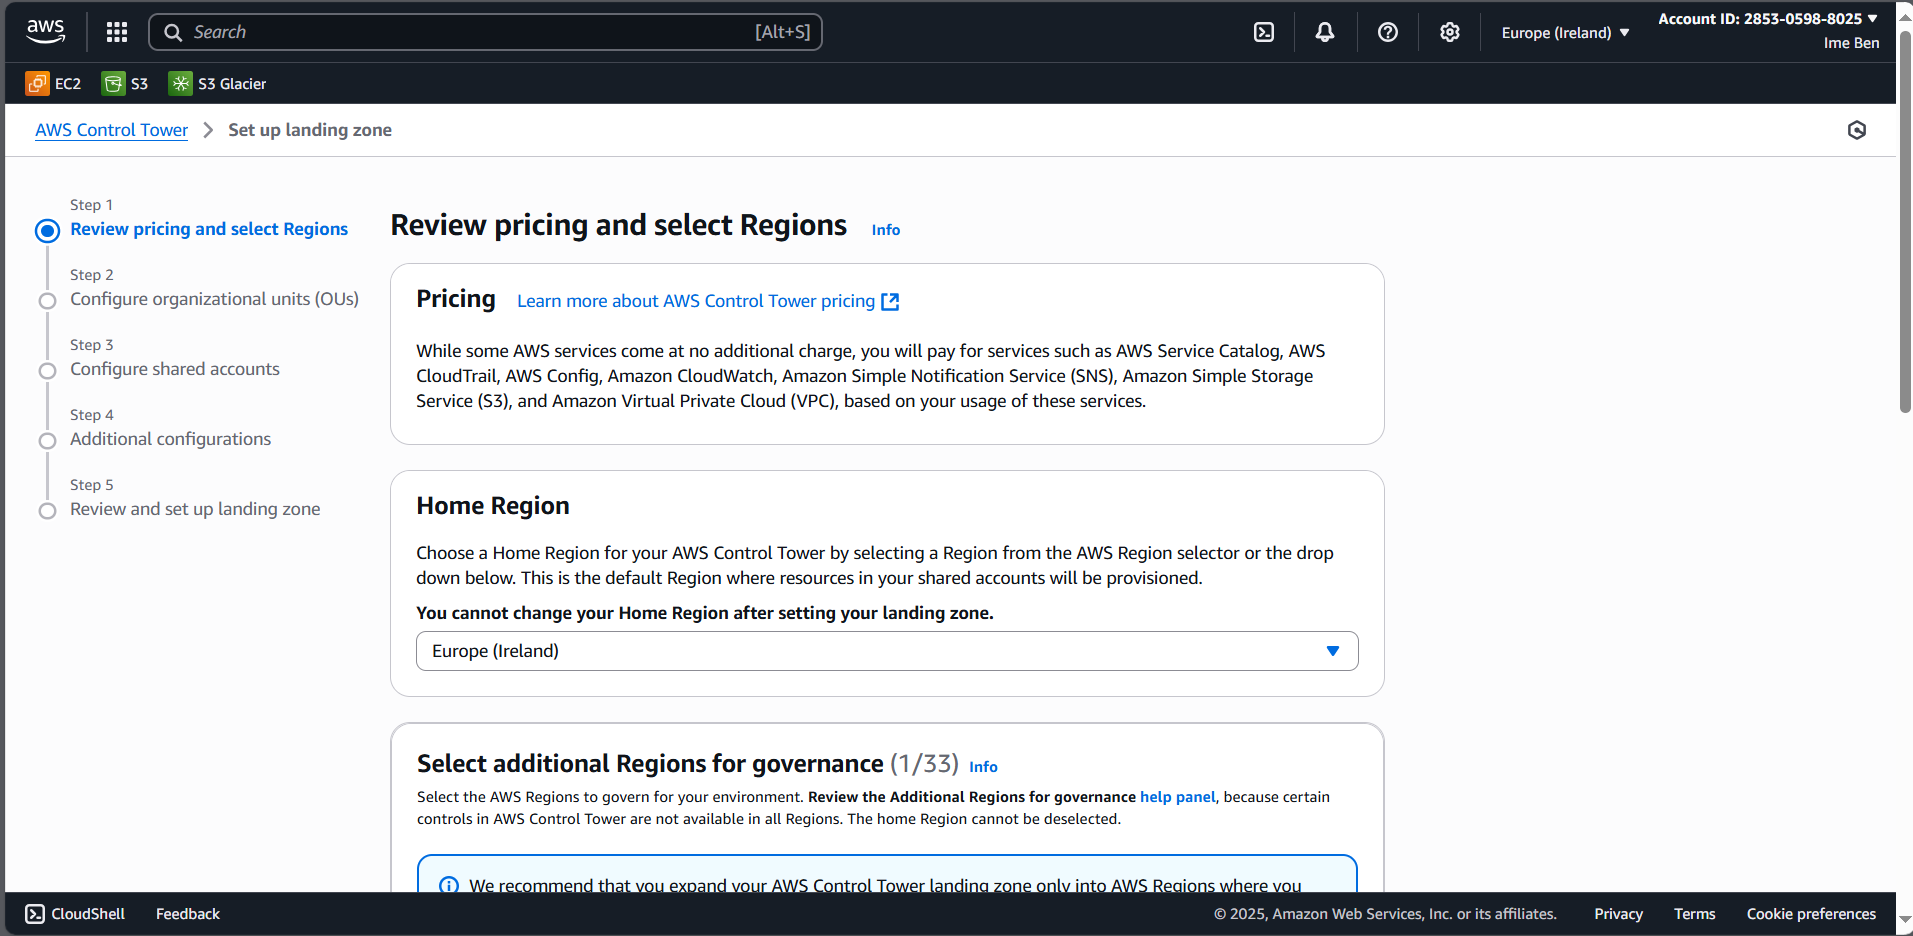 aws
Search
[Alt+S]
Europe (Ireland)
Account ID: 2853-0598-8025
Ime Ben
EC2
S3
S3 Glacier
AWS Control Tower
Set up landing zone
Step 1
Review pricing and select Regions
Step 2
Configure organizational units (OUs)
Step 3
Configure shared accounts
Step 4
Additional configurations
Step 5
Review and set up landing zone
Review pricing and select Regions Info
Pricing Learn more about AWS Control Tower pricing
While some AWS services come at no additional charge, you will pay for services such as AWS Service Catalog, AWS
CloudTrail, AWS Config, Amazon CloudWatch, Amazon Simple Notification Service (SNS), Amazon Simple Storage
Service (S3), and Amazon Virtual Private Cloud (VPC), based on your usage of these services.
Home Region
Choose a Home Region for your AWS Control Tower by selecting a Region from the AWS Region selector or the drop
down below. This is the default Region where resources in your shared accounts will be provisioned.
You cannot change your Home Region after setting your landing zone.
Europe (Ireland)
Select additional Regions for governance (1/33) Info
Select the AWS Regions to govern for your environment. Review the Additional Regions for governance help panel, because certain
controls in AWS Control Tower are not available in all Regions. The home Region cannot be deselected.
We recommend that you expand your AWS Control Tower landing zone only into AWS Regions where you
CloudShell
Feedback
© 2025, Amazon Web Services, Inc. or its affiliates.
Privacy
Terms
Cookie preferences